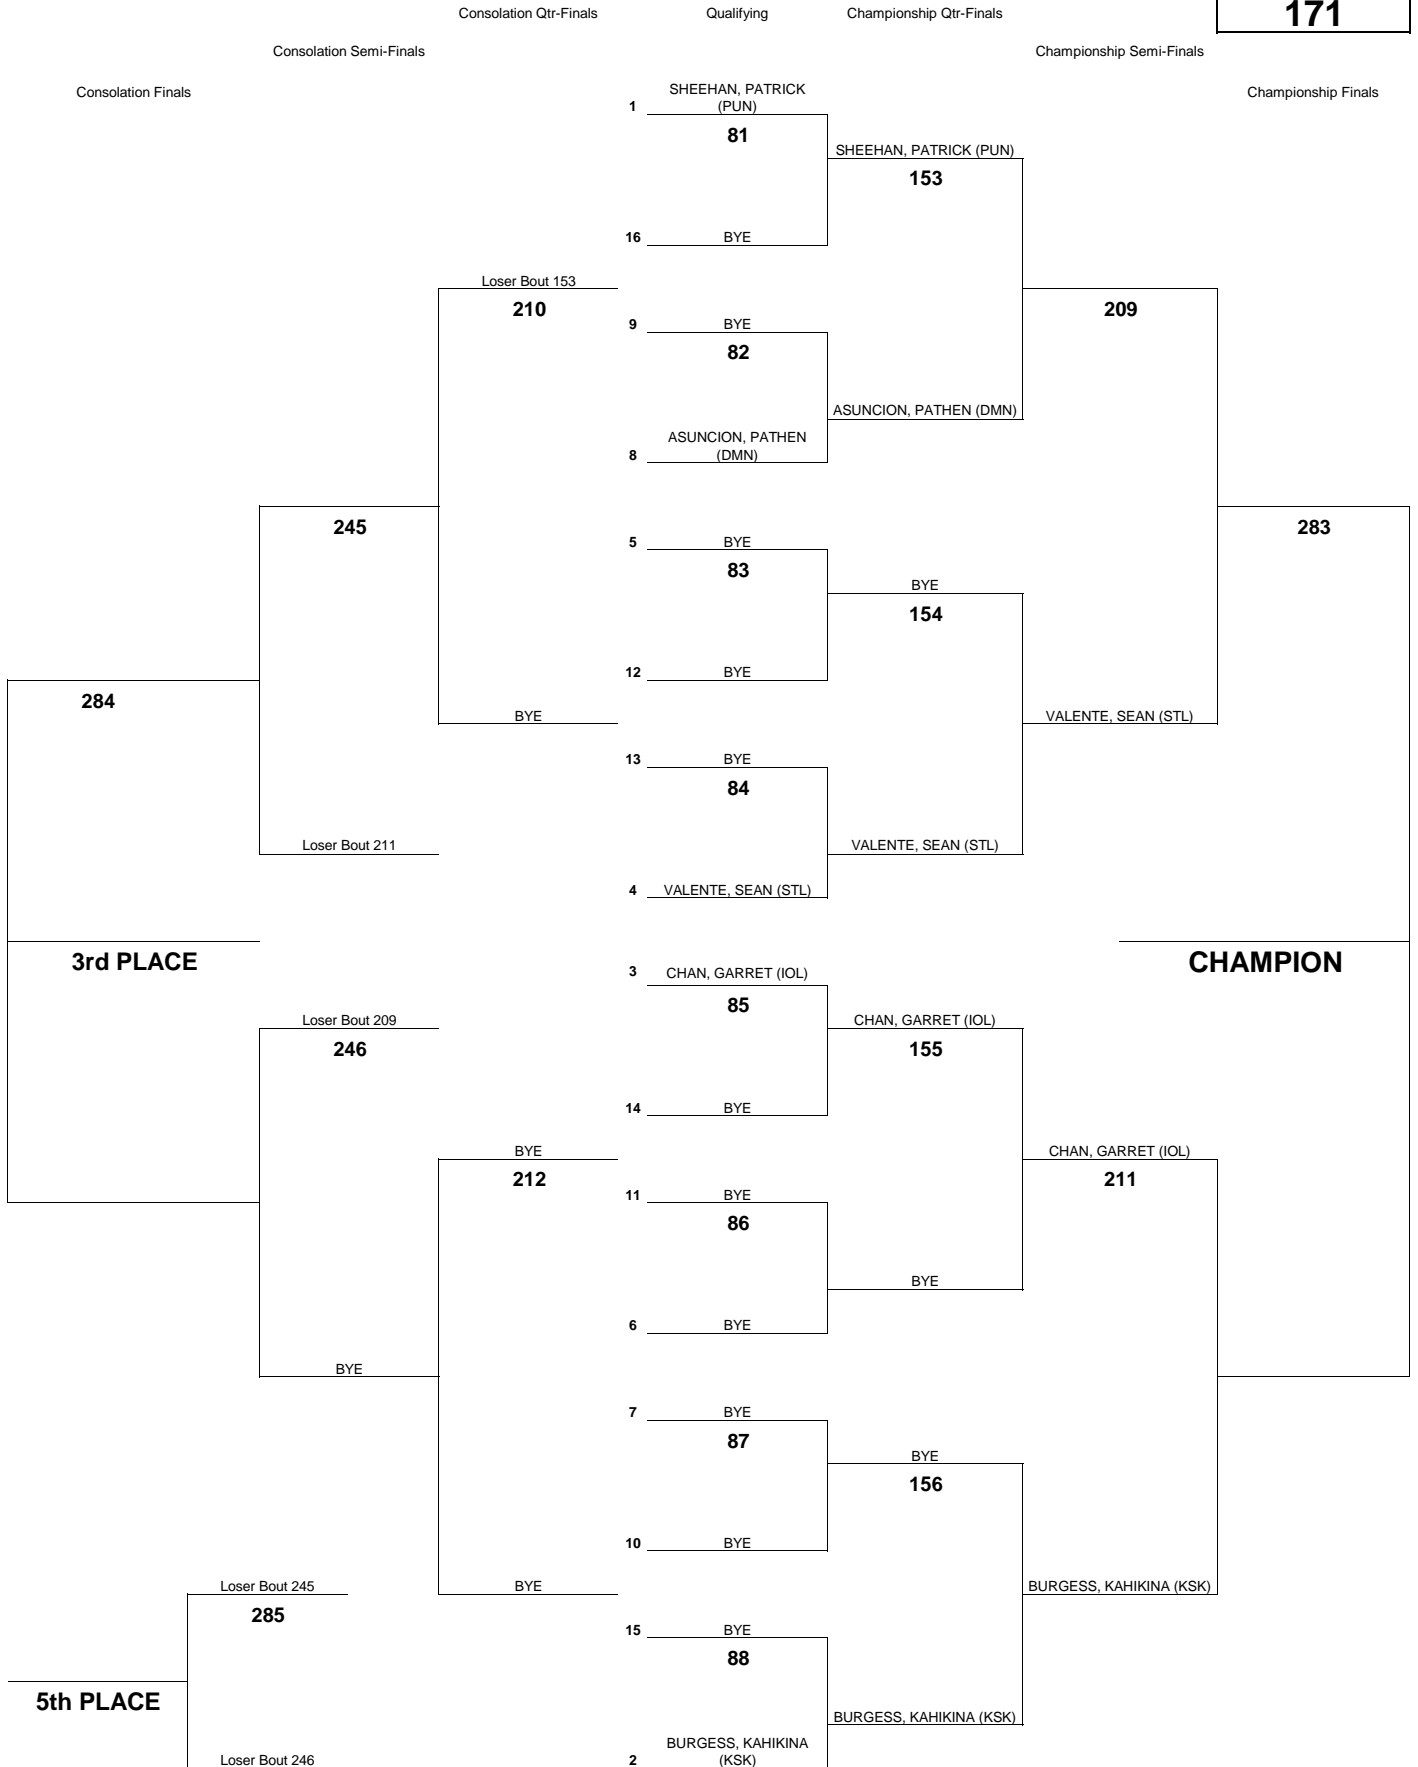 Consolation Qtr-Finals
Qualifying
Championship Qtr-Finals
171
Consolation Semi-Finals
Championship Semi-Finals
Consolation Finals
Championship Finals
SHEEHAN, PATRICK
(PUN)
1
81
SHEEHAN, PATRICK (PUN)
153
16
BYE
Loser Bout 153
210
209
9
BYE
82
ASUNCION, PATHEN (DMN)
ASUNCION, PATHEN
(DMN)
8
245
283
5
BYE
83
BYE
154
12
BYE
284
BYE
VALENTE, SEAN (STL)
13
BYE
84
Loser Bout 211
VALENTE, SEAN (STL)
4
VALENTE, SEAN (STL)
3rd PLACE
CHAMPION
3
CHAN, GARRET (IOL)
85
Loser Bout 209
CHAN, GARRET (IOL)
246
155
14
BYE
BYE
CHAN, GARRET (IOL)
212
211
11
BYE
86
BYE
6
BYE
BYE
7
BYE
87
BYE
156
10
BYE
Loser Bout 245
BYE
BURGESS, KAHIKINA (KSK)
285
15
BYE
88
5th PLACE
BURGESS, KAHIKINA (KSK)
BURGESS, KAHIKINA
(KSK)
Loser Bout 246
2